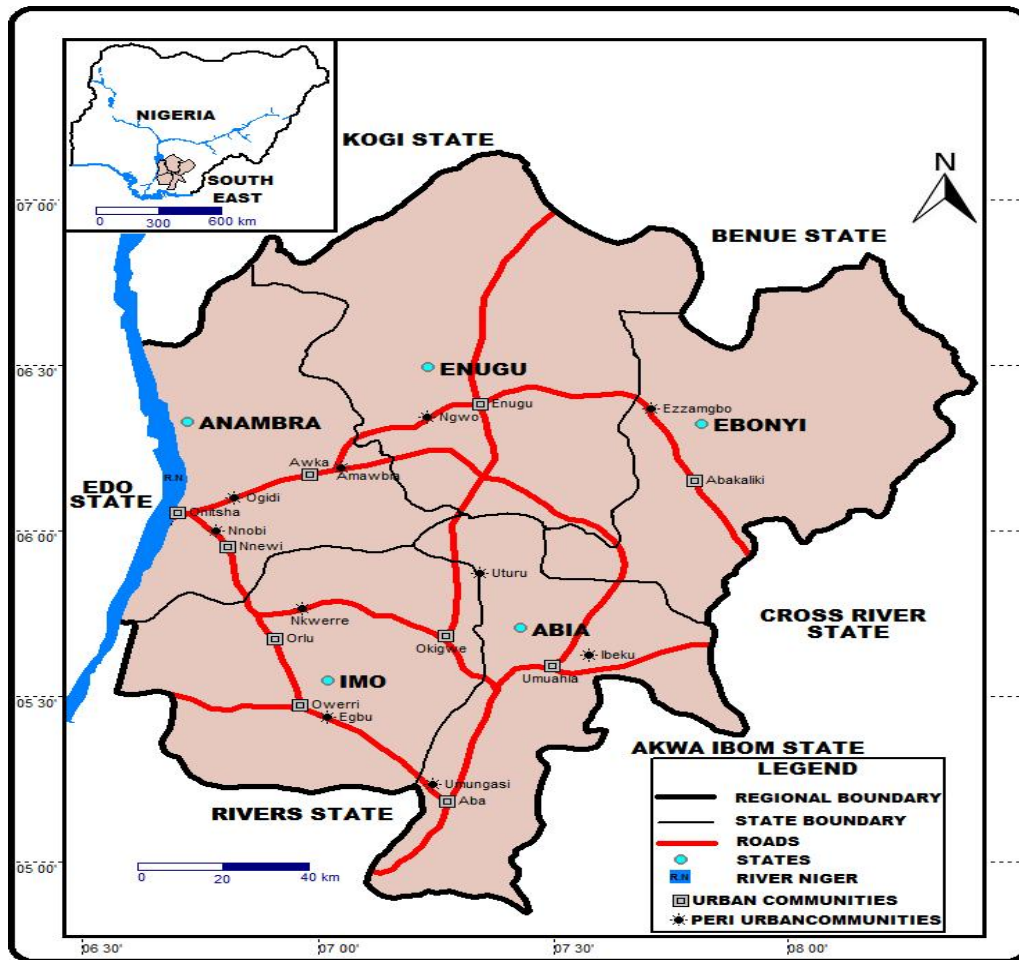 NIGERIA
SOUTH
EAST
0 300 600 km
KOGI STATE
N
07 00'
BENUE STATE
06 30'
ENUGU
Enugu
Ngwo
Ezzamgbo
ANAMBRA
EBONYI
Awka
Amawbia
R.N
Abakaliki
EDO
STATE
Ogidi
Onitsha
06 00'
Nnobi
Nnewi
Uturu
Nkwerre
CROSS RIVER
STATE
ABIA
Orlu
Okigwe
Ibeku
Umuahia
IMO
05 30'
Owerri
Egbu
AKWA IBOM STATE
Umungasi
Aba
RIVERS STATE
05 00'
0 20 40 km
LEGEND
REGIONAL BOUNDARY
STATE BOUNDARY
ROADS
STATES
R.N RIVER NIGER
URBAN COMMUNITIES
PERI URBANCOMMUNITIES
06 30' 07 00' 07 30' 08 00'